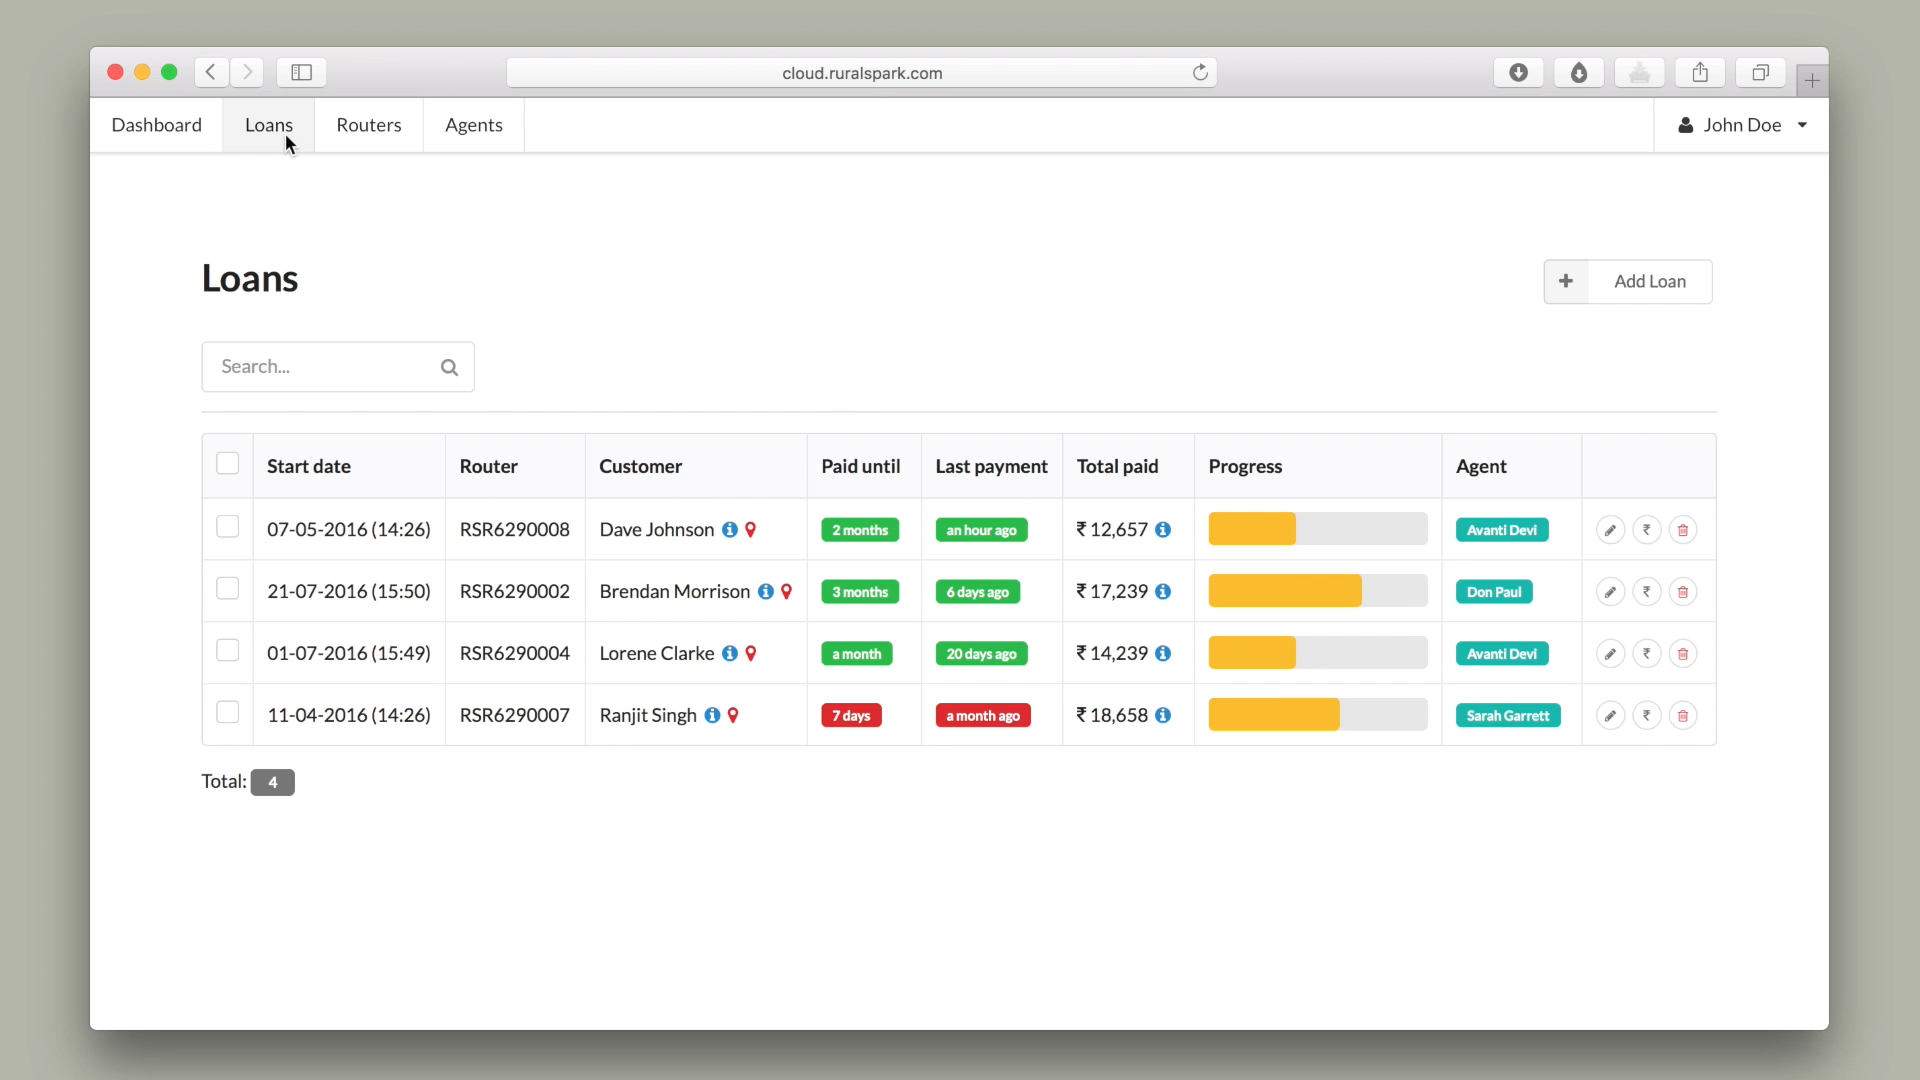 cloud.ruralspark.com
Dashboard Loans Routers Agents John Doe
Loans
Add Loan
Search...
Start date Router Customer Paid until Last payment Total paid Progress Agent
07-05-2016 (14:26) RSR6290008 Dave Johnson 2 months an hour ago ₹ 12,657 Avanti Devi ₹
21-07-2016 (15:50) RSR6290002 Brendan Morrison 3 months 6 days ago ₹ 17,239 Don Paul ₹
01-07-2016 (15:49) RSR6290004 Lorene Clarke a month 20 days ago ₹ 14,239 Avanti Devi ₹
11-04-2016 (14:26) RSR6290007 Ranjit Singh 7 days a month ago ₹ 18,658 Sarah Garrett ₹
Total: 4